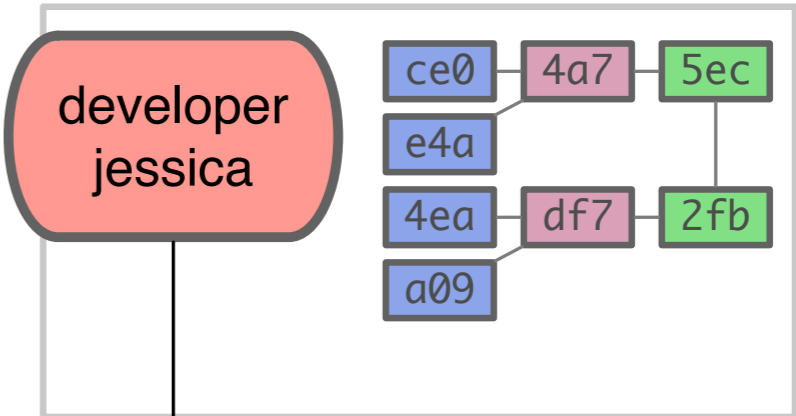 developer
jessica
ce0 4a7 5ec
e4a
4ea df7 2fb
a09